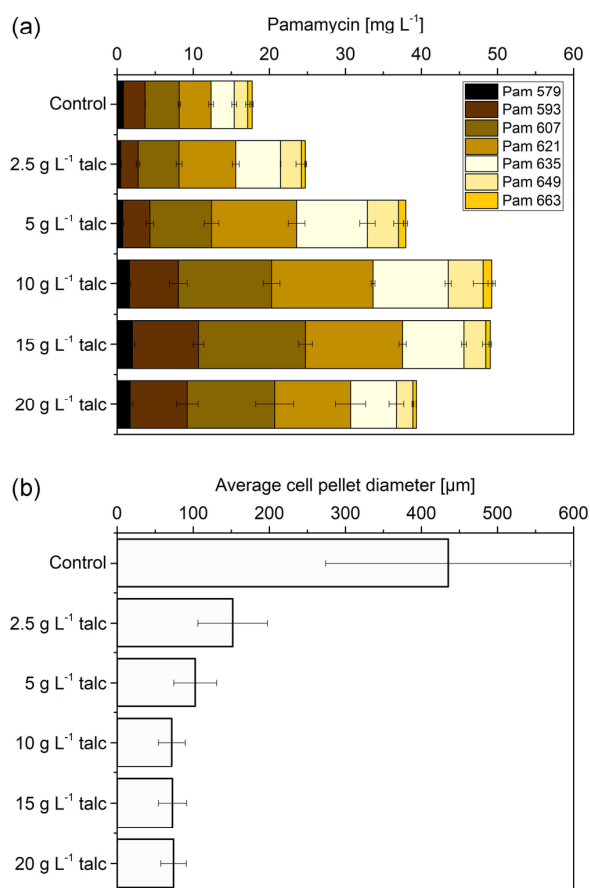 (a)
Pamamycin [mg L⁻¹]
0 10 20 30 40 50 60
Control
2.5 g L⁻¹ talc
5 g L⁻¹ talc
10 g L⁻¹ talc
15 g L⁻¹ talc
20 g L⁻¹ talc
Pam 579
Pam 593
Pam 607
Pam 621
Pam 635
Pam 649
Pam 663
(b)
Average cell pellet diameter [µm]
0 100 200 300 400 500 600
Control
2.5 g L⁻¹ talc
5 g L⁻¹ talc
10 g L⁻¹ talc
15 g L⁻¹ talc
20 g L⁻¹ talc